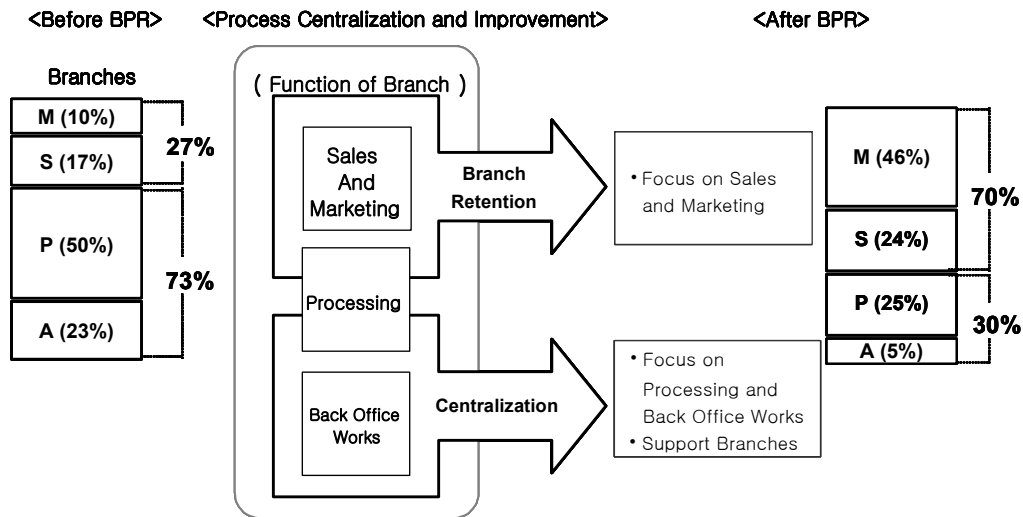 <Before BPR>
<Process Centralization and Improvement>
<After BPR>
Branches
M (10%)
S (17%)
27%
P (50%)
A (23%)
73%
( Function of Branch )
Sales
And
Marketing
Processing
Back Office
Works
Branch
Retention
Centralization
• Focus on Sales
and Marketing
• Focus on
Processing and
Back Office Works
• Support Branches
M (46%)
S (24%)
70%
P (25%)
A (5%)
30%